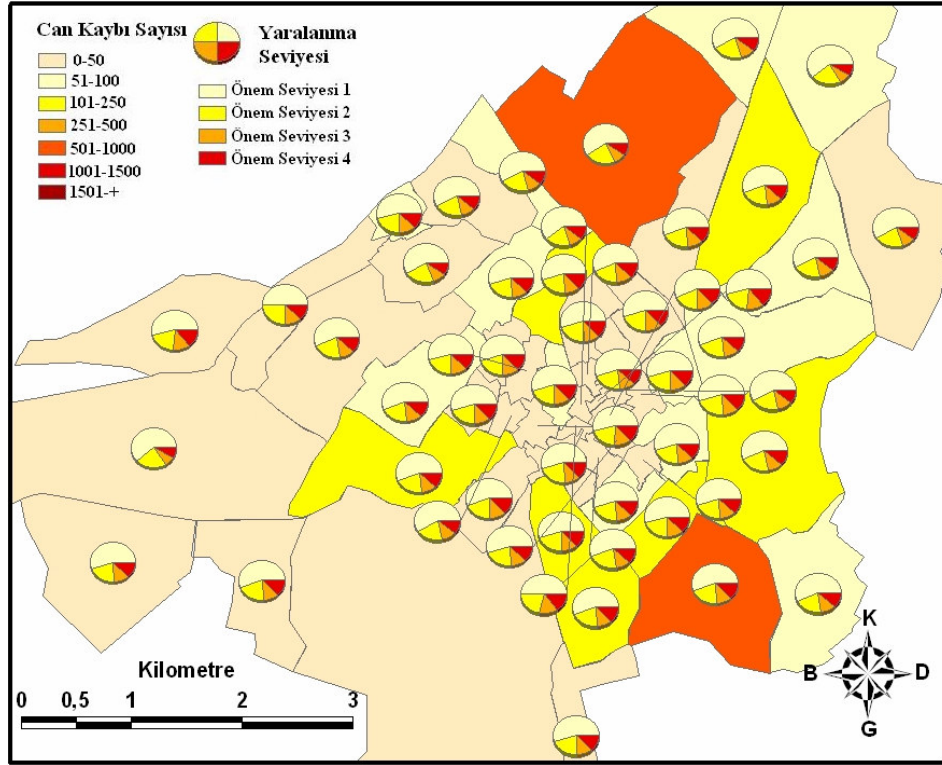 Can Kaybı Sayısı
0-50
51-100
101-250
251-500
501-1000
1001-1500
1501-+
Yaralanma
Seviyesi
Önem Seviyesi 1
Önem Seviyesi 2
Önem Seviyesi 3
Önem Seviyesi 4
Kilometre
0 0,5 1 2 3
K
B D
G